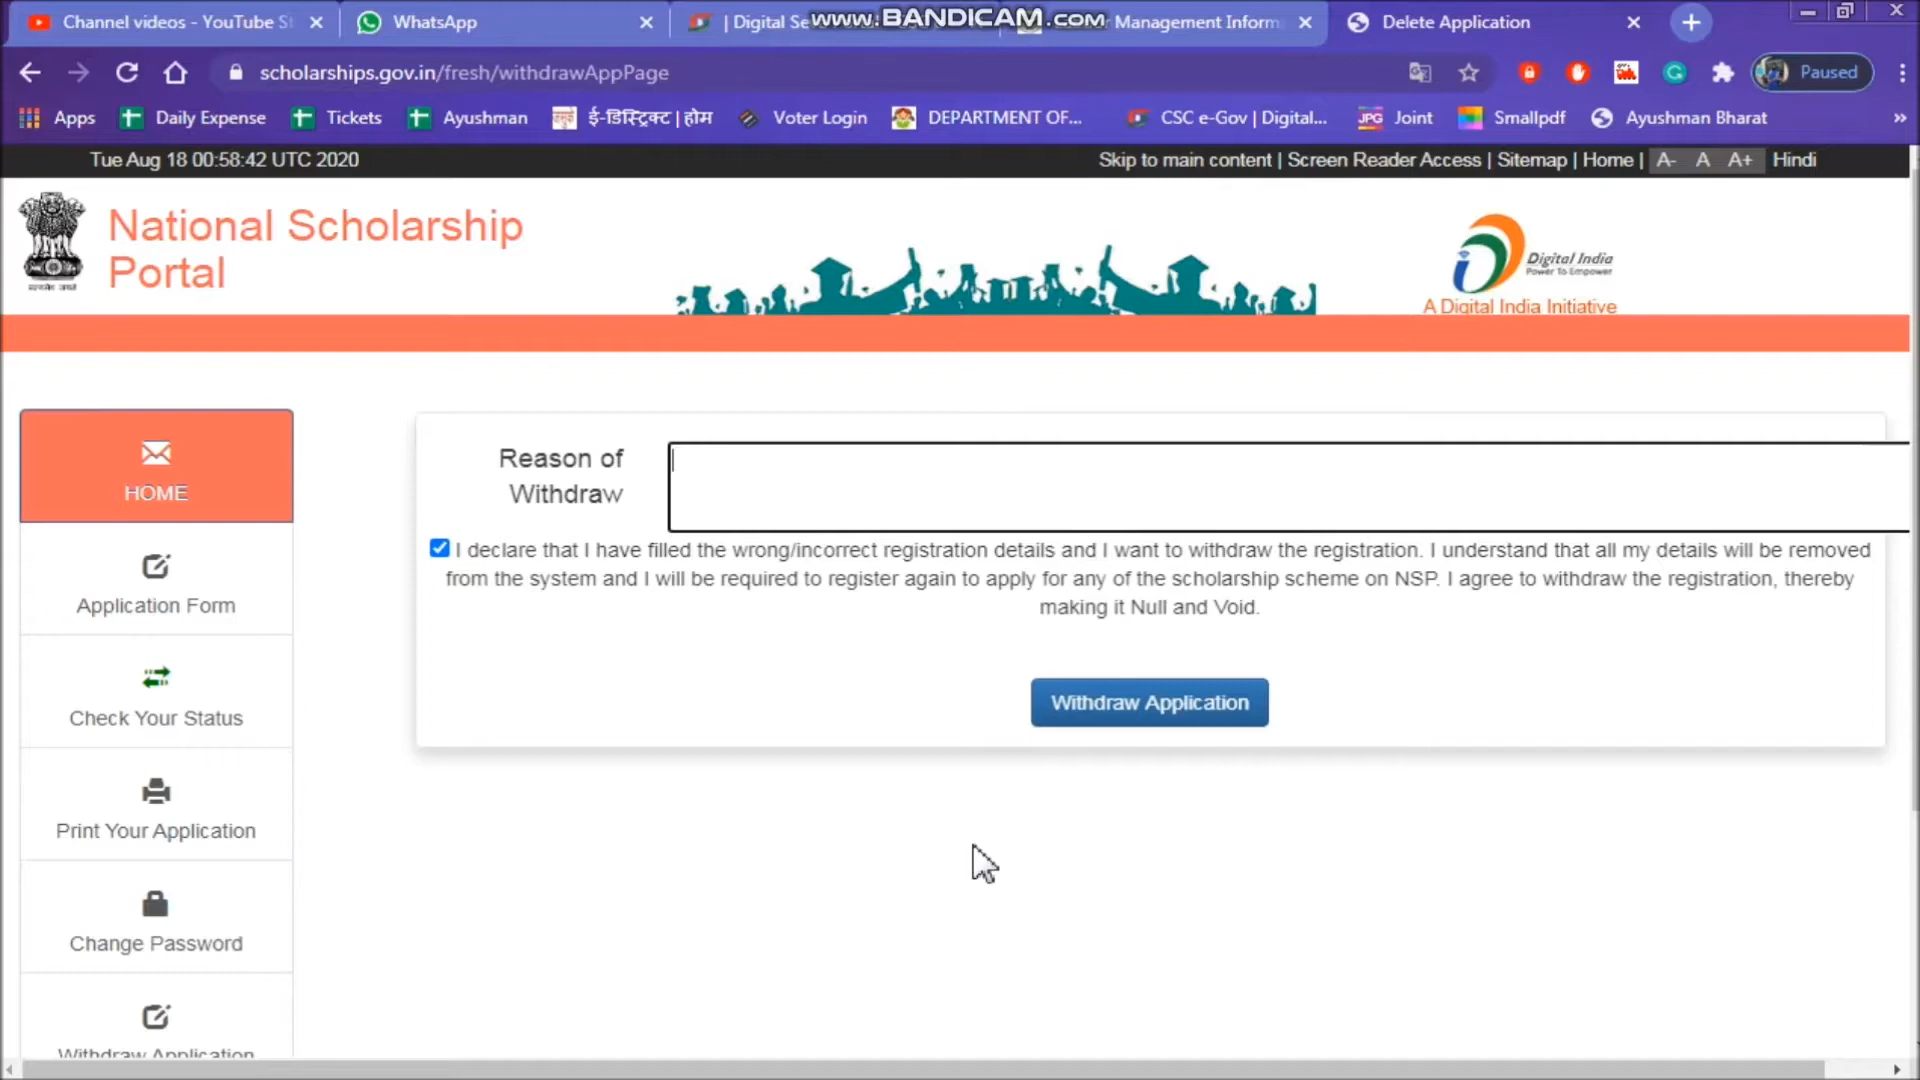 Channel videos - YouTube St
WhatsApp
| Digital Se
www.BANDICAM.com
Management Inform
Delete Application
scholarships.gov.in/fresh/withdrawAppPage
Paused
Apps
Daily Expense
Tickets
Ayushman
ई-डिस्ट्रिक्ट | होम
Voter Login
DEPARTMENT OF...
CSC e-Gov | Digital...
JPG Joint
Smallpdf
Ayushman Bharat
»
Tue Aug 18 00:58:42 UTC 2020
Skip to main content | Screen Reader Access | Sitemap | Home | A- A A+ Hindi
National Scholarship
Portal
सत्यमेव जयते
Digital India
Power To Empower
A Digital India Initiative
HOME
Application Form
Check Your Status
Print Your Application
Change Password
Withdraw Application
Reason of
Withdraw
I declare that I have filled the wrong/incorrect registration details and I want to withdraw the registration. I understand that all my details will be removed
from the system and I will be required to register again to apply for any of the scholarship scheme on NSP. I agree to withdraw the registration, thereby
making it Null and Void.
Withdraw Application